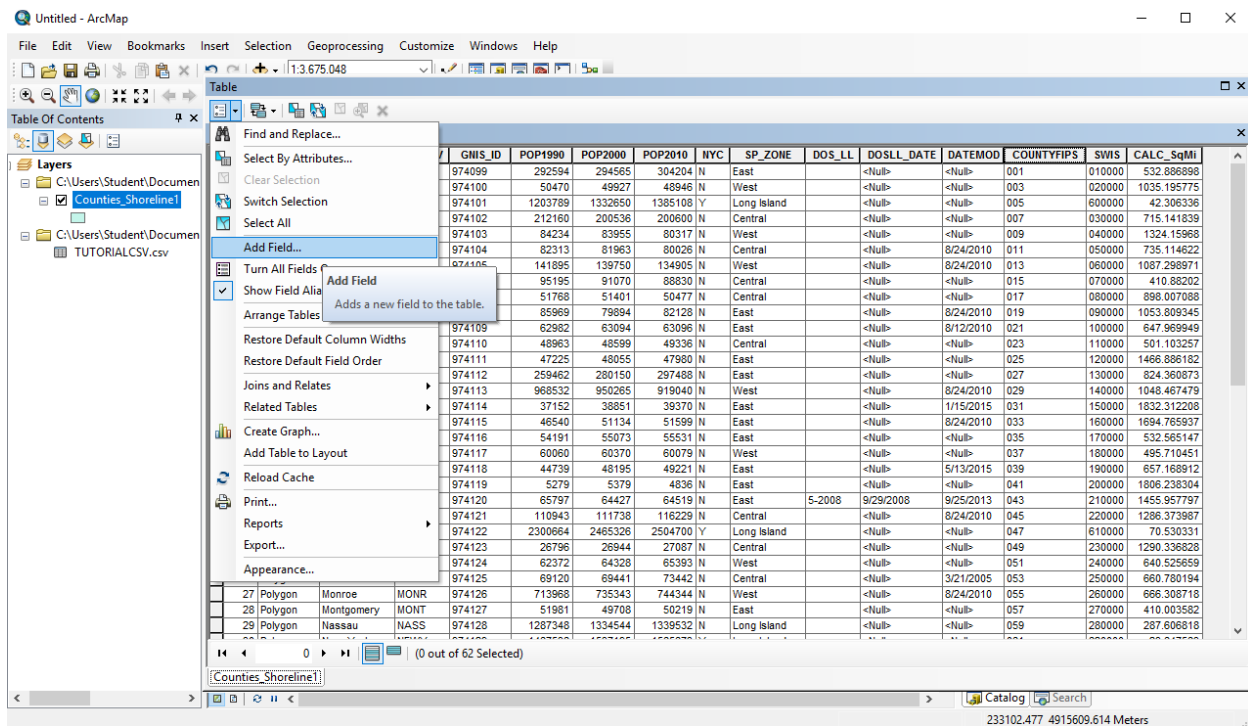 Untitled - ArcMap
File Edit View Bookmarks Insert Selection Geoprocessing Customize Windows Help
1:3.675.048
Table
Table Of Contents
Layers
C:\Users\Student\Documen
Counties_Shoreline1
C:\Users\Student\Documen
TUTORIALCSV.csv
Find and Replace...
Select By Attributes...
Clear Selection
Switch Selection
Select All
Add Field...
Turn All Fields
Show Field Alia
Arrange Tables
Restore Default Column Widths
Restore Default Field Order
Joins and Relates
Related Tables
Create Graph...
Add Table to Layout
Reload Cache
Print...
Reports
Export...
Appearance...
Add Field
Adds a new field to the table.
GNIS_ID POP1990 POP2000 POP2010 NYC SP_ZONE DOS_LL DOSLL_DATE DATEMOD COUNTYFIPS SWIS CALC_SqMi
974099 292594 294565 304204 N East <Null> <Null> 001 010000 532.886898
974100 50470 49927 48946 N West <Null> <Null> 003 020000 1035.195775
974101 1203789 1332650 1385108 Y Long Island <Null> <Null> 005 600000 42.306336
974102 212160 200536 200600 N Central <Null> <Null> 007 030000 715.141839
974103 84234 83955 80317 N West <Null> <Null> 009 040000 1324.15968
974104 82313 81963 80026 N Central <Null> 8/24/2010 011 050000 735.114622
974105 141895 139750 134905 N West <Null> 8/24/2010 013 060000 1087.298971
95195 91070 88830 N Central <Null> <Null> 015 070000 410.88202
51768 51401 50477 N Central <Null> <Null> 017 080000 898.007088
85969 79894 82128 N East <Null> 8/24/2010 019 090000 1053.809345
974109 62982 63094 63096 N East <Null> 8/12/2010 021 100000 647.969949
974110 48963 48599 49336 N Central <Null> <Null> 023 110000 501.103257
974111 47225 48055 47980 N East <Null> <Null> 025 120000 1466.886182
974112 259462 280150 297488 N East <Null> <Null> 027 130000 824.360873
974113 968532 950265 919040 N West <Null> 8/24/2010 029 140000 1048.467479
974114 37152 38851 39370 N East <Null> 1/15/2015 031 150000 1832.312208
974115 46540 51134 51599 N East <Null> 8/24/2010 033 160000 1694.765937
974116 54191 55073 55531 N East <Null> <Null> 035 170000 532.565147
974117 60060 60370 60079 N West <Null> <Null> 037 180000 495.710451
974118 44739 48195 49221 N East <Null> 5/13/2015 039 190000 657.168912
974119 5279 5379 4836 N East <Null> <Null> 041 200000 1806.238304
974120 65797 64427 64519 N East 5-2008 9/29/2008 9/25/2013 043 210000 1455.957797
974121 110943 111738 116229 N Central <Null> 8/24/2010 045 220000 1286.373987
974122 2300664 2465326 2504700 Y Long Island <Null> <Null> 047 610000 70.530331
974123 26796 26944 27087 N Central <Null> <Null> 049 230000 1290.336828
974124 62372 64328 65393 N West <Null> <Null> 051 240000 640.525659
974125 69120 69441 73442 N Central <Null> 3/21/2005 053 250000 660.780194
27 Polygon Monroe MONR 974126 713968 735343 744344 N West <Null> 8/24/2010 055 260000 666.308718
28 Polygon Montgomery MONT 974127 51981 49708 50219 N East <Null> <Null> 057 270000 410.003582
29 Polygon Nassau NASS 974128 1287348 1334544 1339532 N Long Island <Null> <Null> 059 280000 287.606818
0 (0 out of 62 Selected)
Counties_Shoreline1
Catalog Search
233102.477 4915609.614 Meters